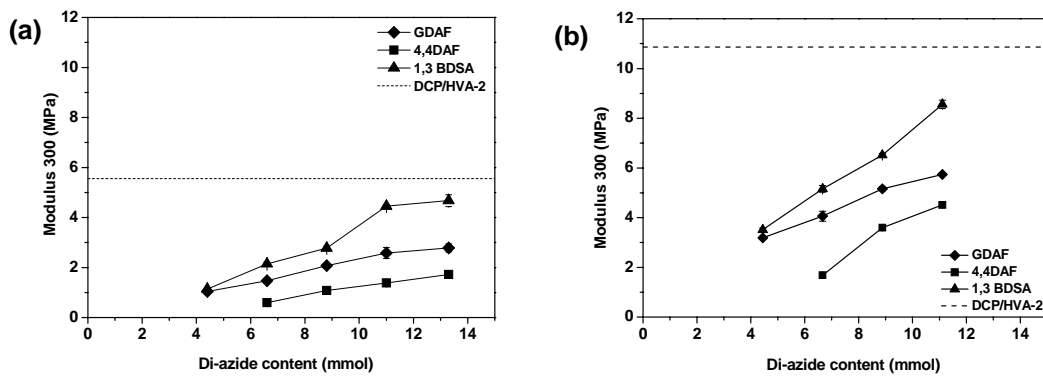 (a)
12
10
8
6
4
2
0
Modulus 300 (MPa)
GDAF
4,4DAF
1,3 BDSA
DCP/HVA-2
0 2 4 6 8 10 12 14
Di-azide content (mmol)
(b)
12
10
8
6
4
2
0
Modulus 300 (MPa)
GDAF
4,4DAF
1,3 BDSA
DCP/HVA-2
0 2 4 6 8 10 12 14
Di-azide content (mmol)